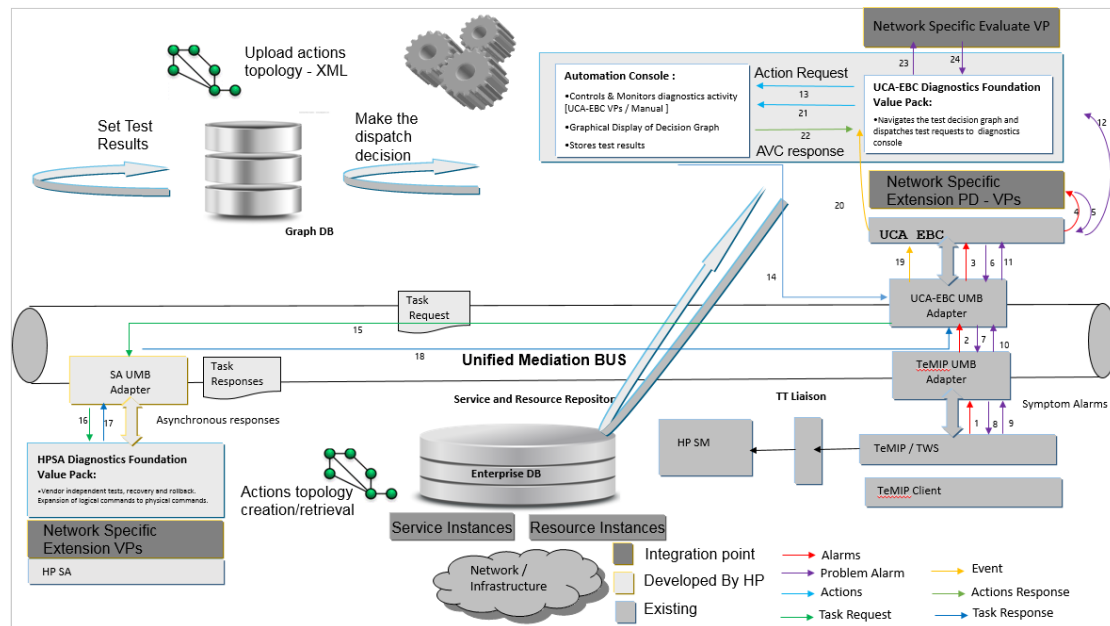 Network Specific Evaluate VP
23
24
Upload actions
topology - XML
Automation Console :
•Controls & Monitors diagnostics activity
[UCA-EBC VPs / Manual ]
•Graphical Display of Decision Graph
•Stores test results
Action Request
13
21
22
AVC response
UCA-EBC Diagnostics Foundation
Value Pack:
•Navigates the test decision graph and
dispatches test requests to diagnostics
console
12
Set Test
Results
Make the
dispatch
decision
Graph DB
Network Specific
Extension PD - VPs
4
5
20
UCA EBC
19
3
6
11
14
UCA-EBC UMB
Adapter
Task
Request
15
18
Unified Mediation BUS
2
7
10
SA UMB
Adapter
Task
Responses
TeMIP UMB
Adapter
Service and Resource Repository
TT Liaison
Symptom Alarms
16
17
Asynchronous responses
1
8
9
HPSA Diagnostics Foundation
Value Pack:
•Vendor independent tests, recovery and rollback.
Expansion of logical commands to physical commands.
HP SM
TeMIP / TWS
Enterprise DB
TeMIP Client
Actions topology
creation/retrieval
Service Instances
Resource Instances
Network Specific
Extension VPs
HP SA
Network /
Infrastructure
Integration point
Developed By HP
Existing
Alarms
Problem Alarm
Actions
Task Request
Event
Actions Response
Task Response